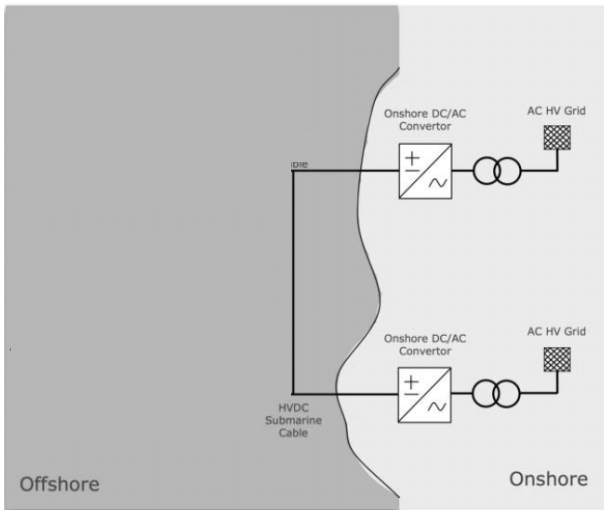 Onshore DC/AC
Convertor
AC HV Grid
Onshore DC/AC
Convertor
AC HV Grid
HVDC
Submarine
Cable
Offshore
Onshore